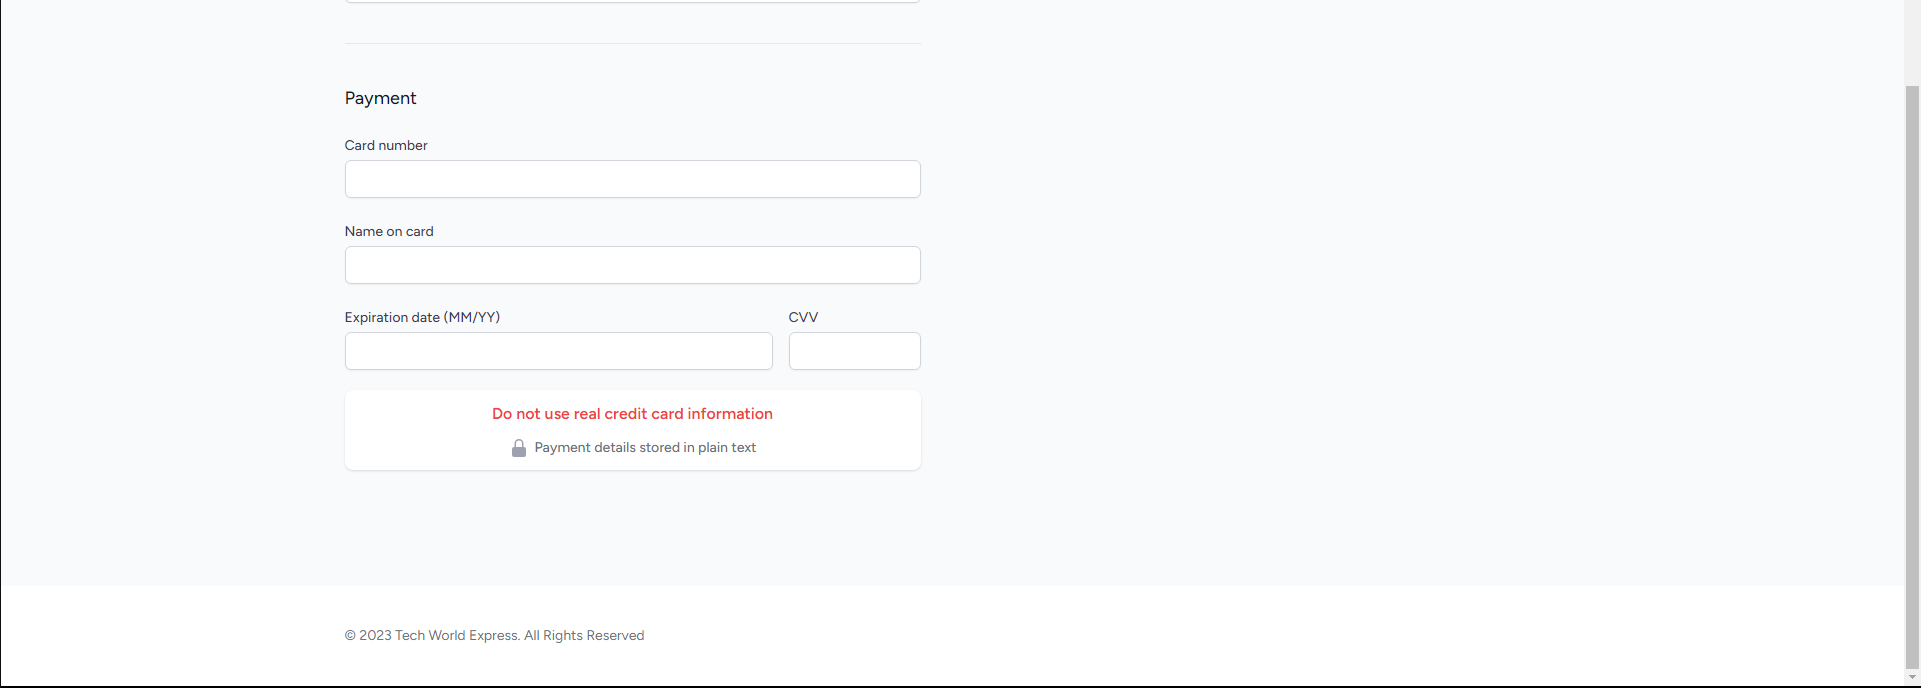 Payment
Card number
Name on card
Expiration date (MM/YY)
CVV
Do not use real credit card information
Payment details stored in plain text
© 2023 Tech World Express. All Rights Reserved